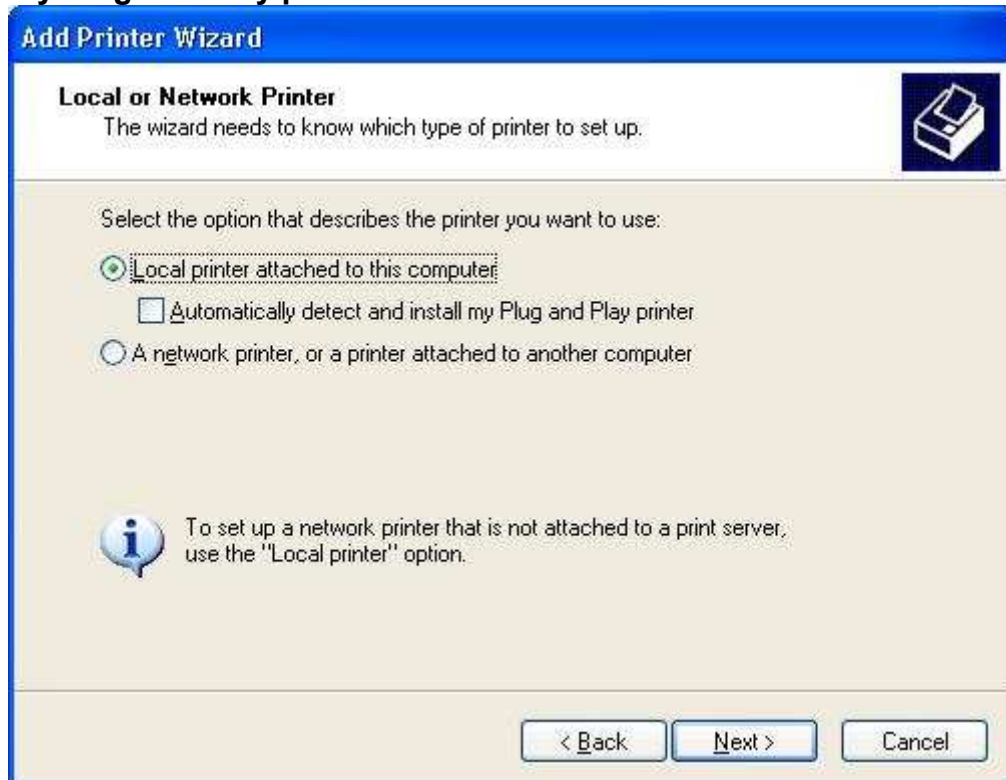 Add Printer Wizard
Local or Network Printer
The wizard needs to know which type of printer to set up.
Select the option that describes the printer you want to use:
Local printer attached to this computer
Automatically detect and install my Plug and Play printer
A network printer, or a printer attached to another computer
To set up a network printer that is not attached to a print server,
use the "Local printer" option.
< Back
Next >
Cancel